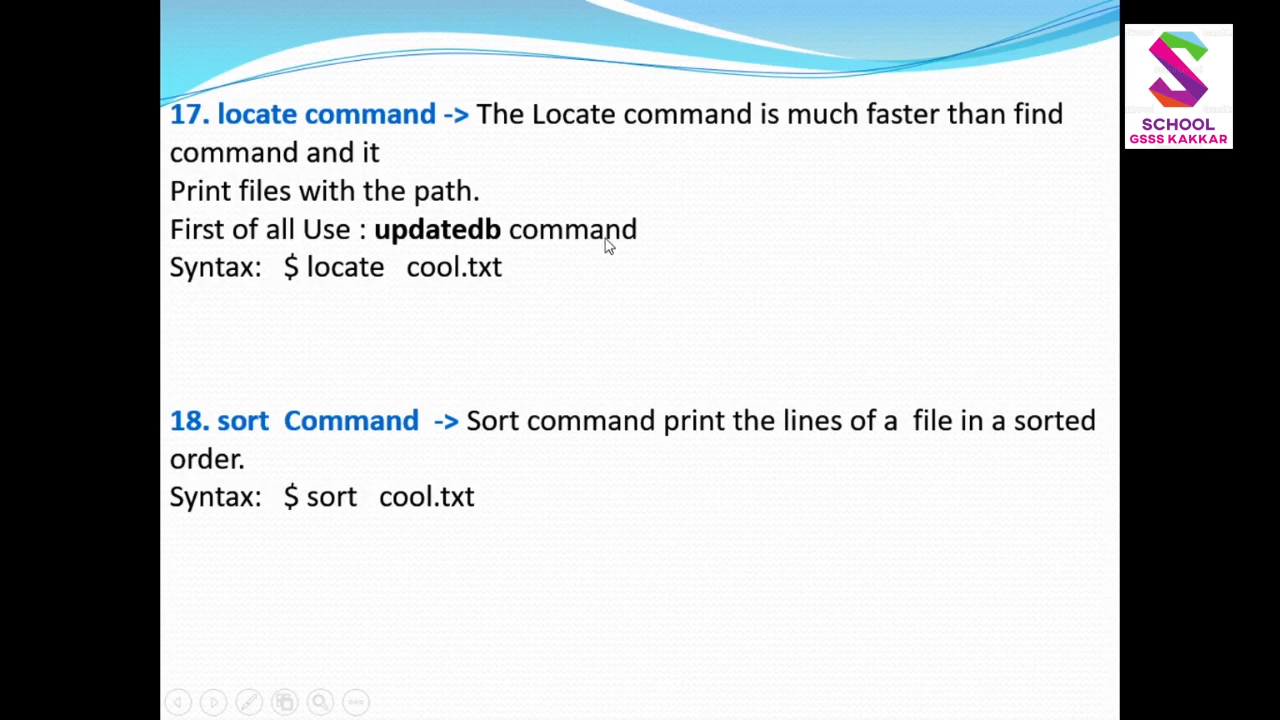 17. locate command -> The Locate command is much faster than find
command and it
Print files with the path.
First of all Use : updatedb command
Syntax: $ locate cool.txt
18. sort Command -> Sort command print the lines of a file in a sorted
order.
Syntax: $ sort cool.txt
SCHOOL
GSSS KAKKAR